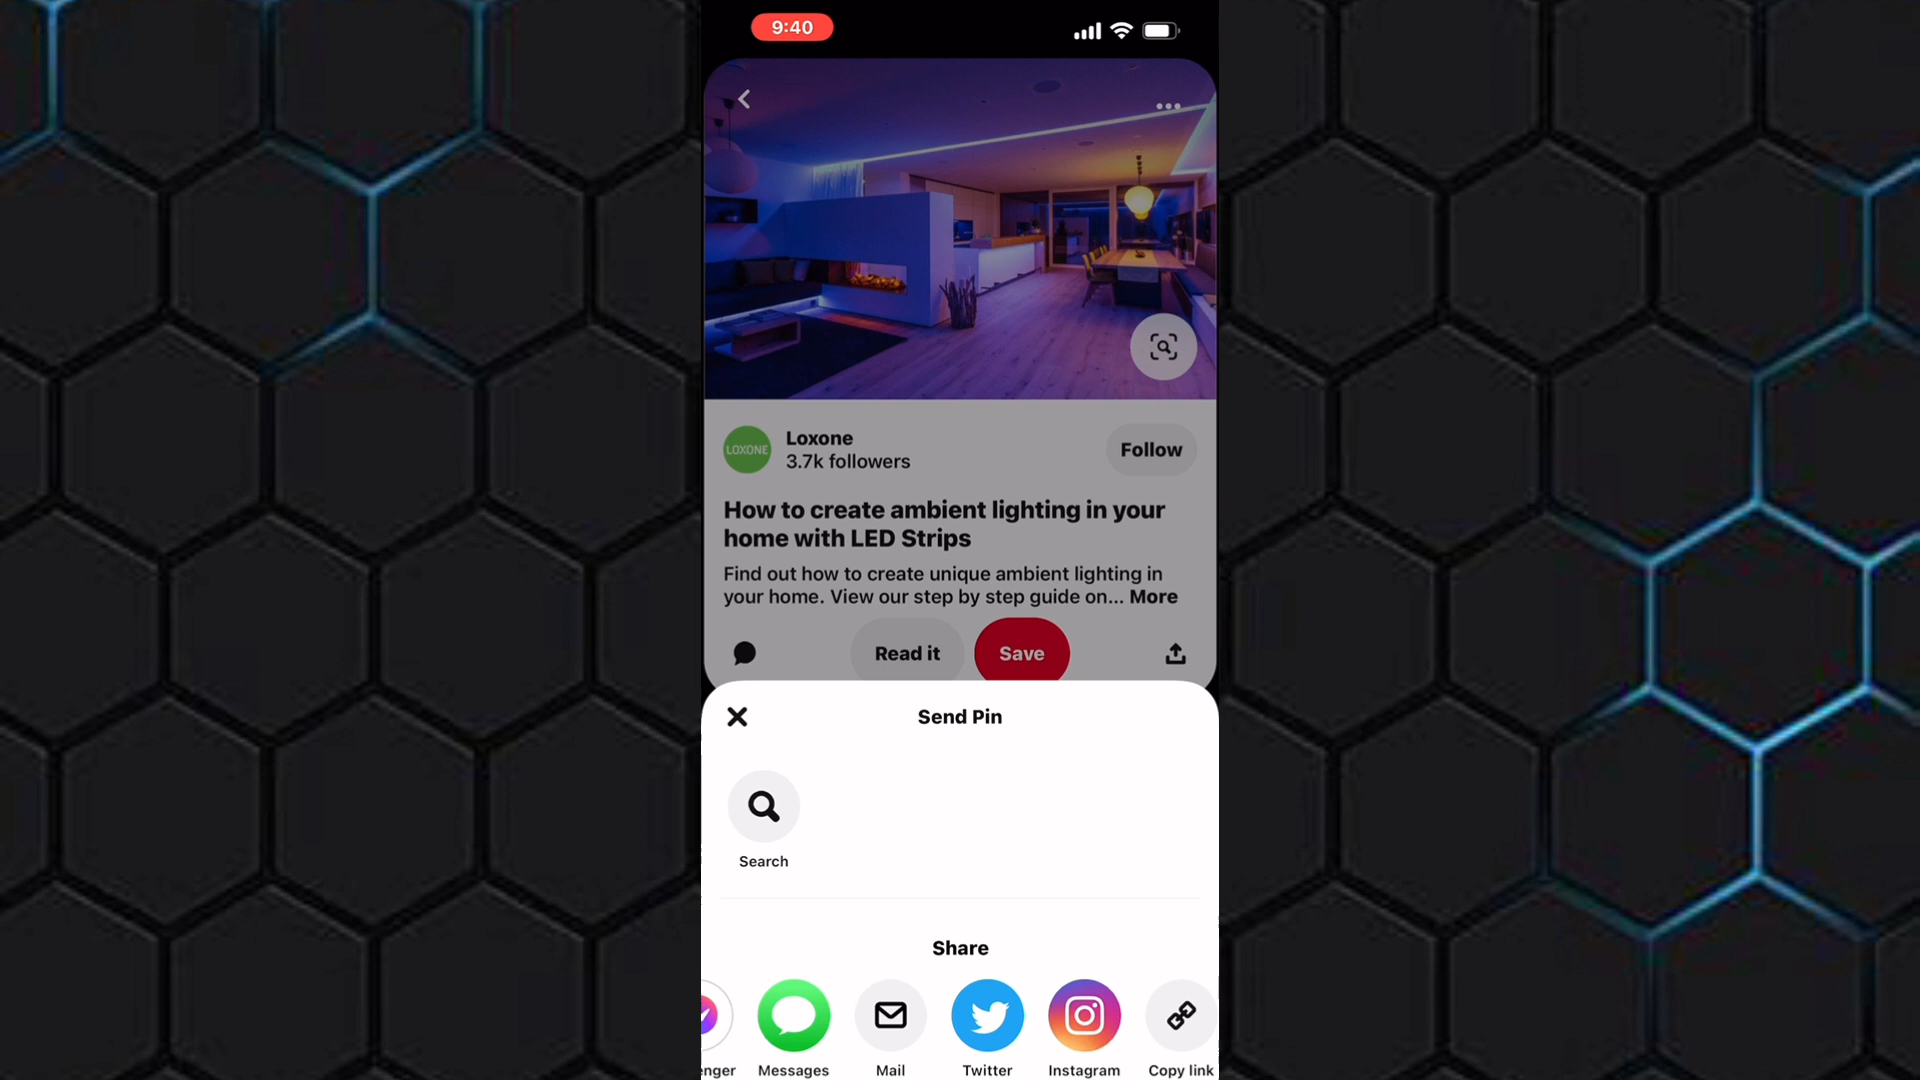 9:40
LOXONE
Loxone
3.7k followers
Follow
How to create ambient lighting in your
home with LED Strips
Find out how to create unique ambient lighting in
your home. View our step by step guide on... More
Read it
Save
Send Pin
Search
Share
enger
Messages
Mail
Twitter
Instagram
Copy link